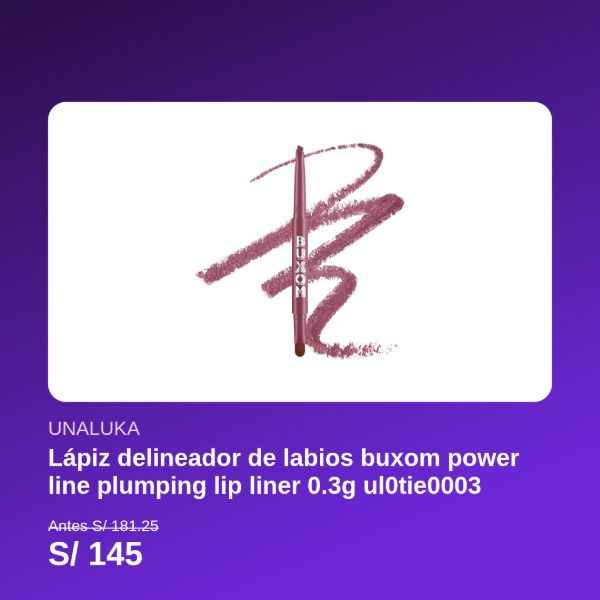 BUXOM
UNALUKA
Lápiz delineador de labios buxom power
line plumping lip liner 0.3g ul0tie0003
Antes S/ 181.25
S/ 145